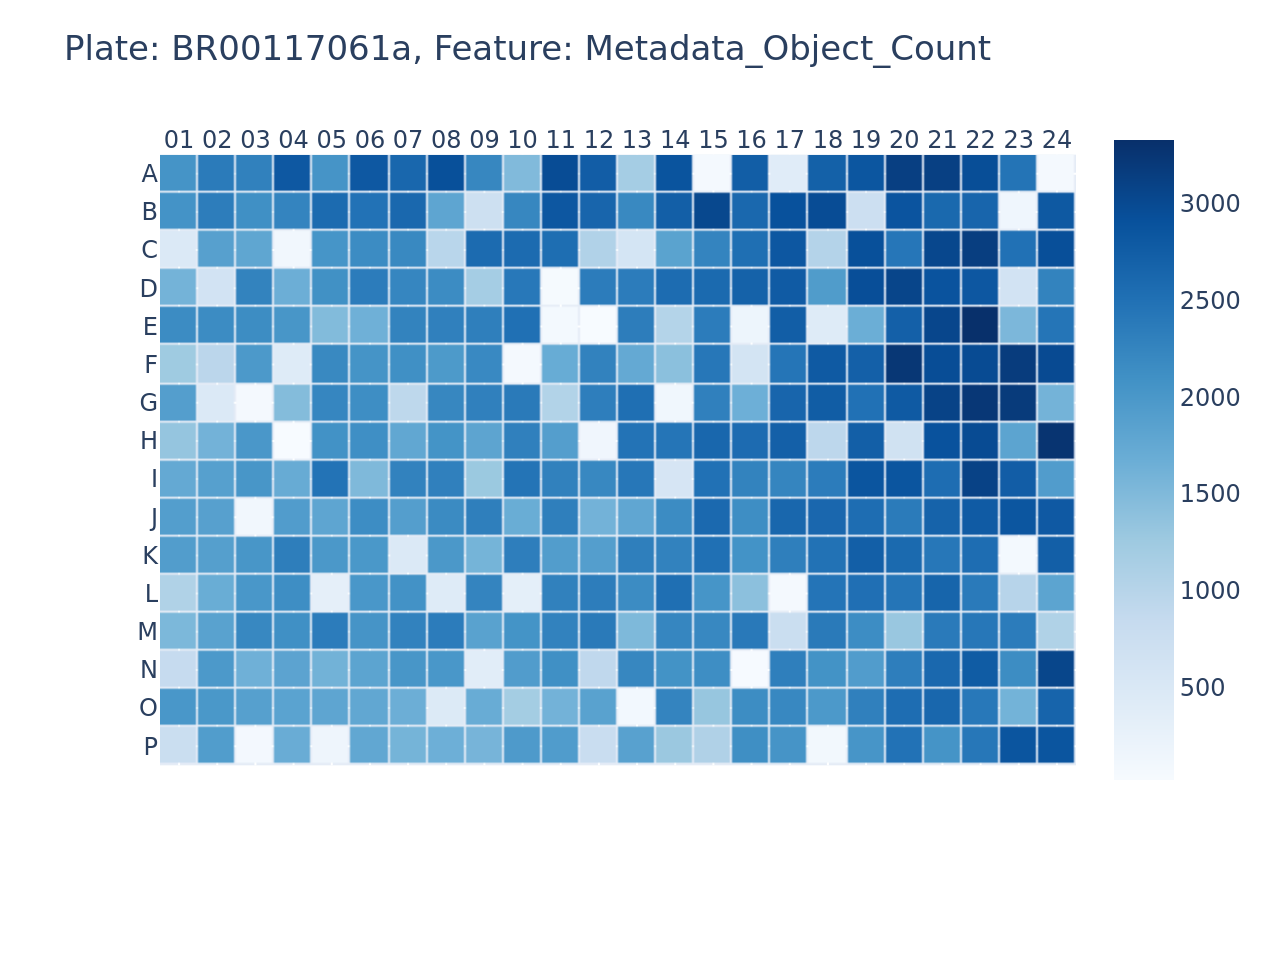 Plate: BR00117061a, Feature: Metadata_Object_Count
01 02 03 04 05 06 07 08 09 10 11 12 13 14 15 16 17 18 19 20 21 22 23 24
A
B
C
D
E
F
G
H
I
J
K
L
M
N
O
P
3000
2500
2000
1500
1000
500